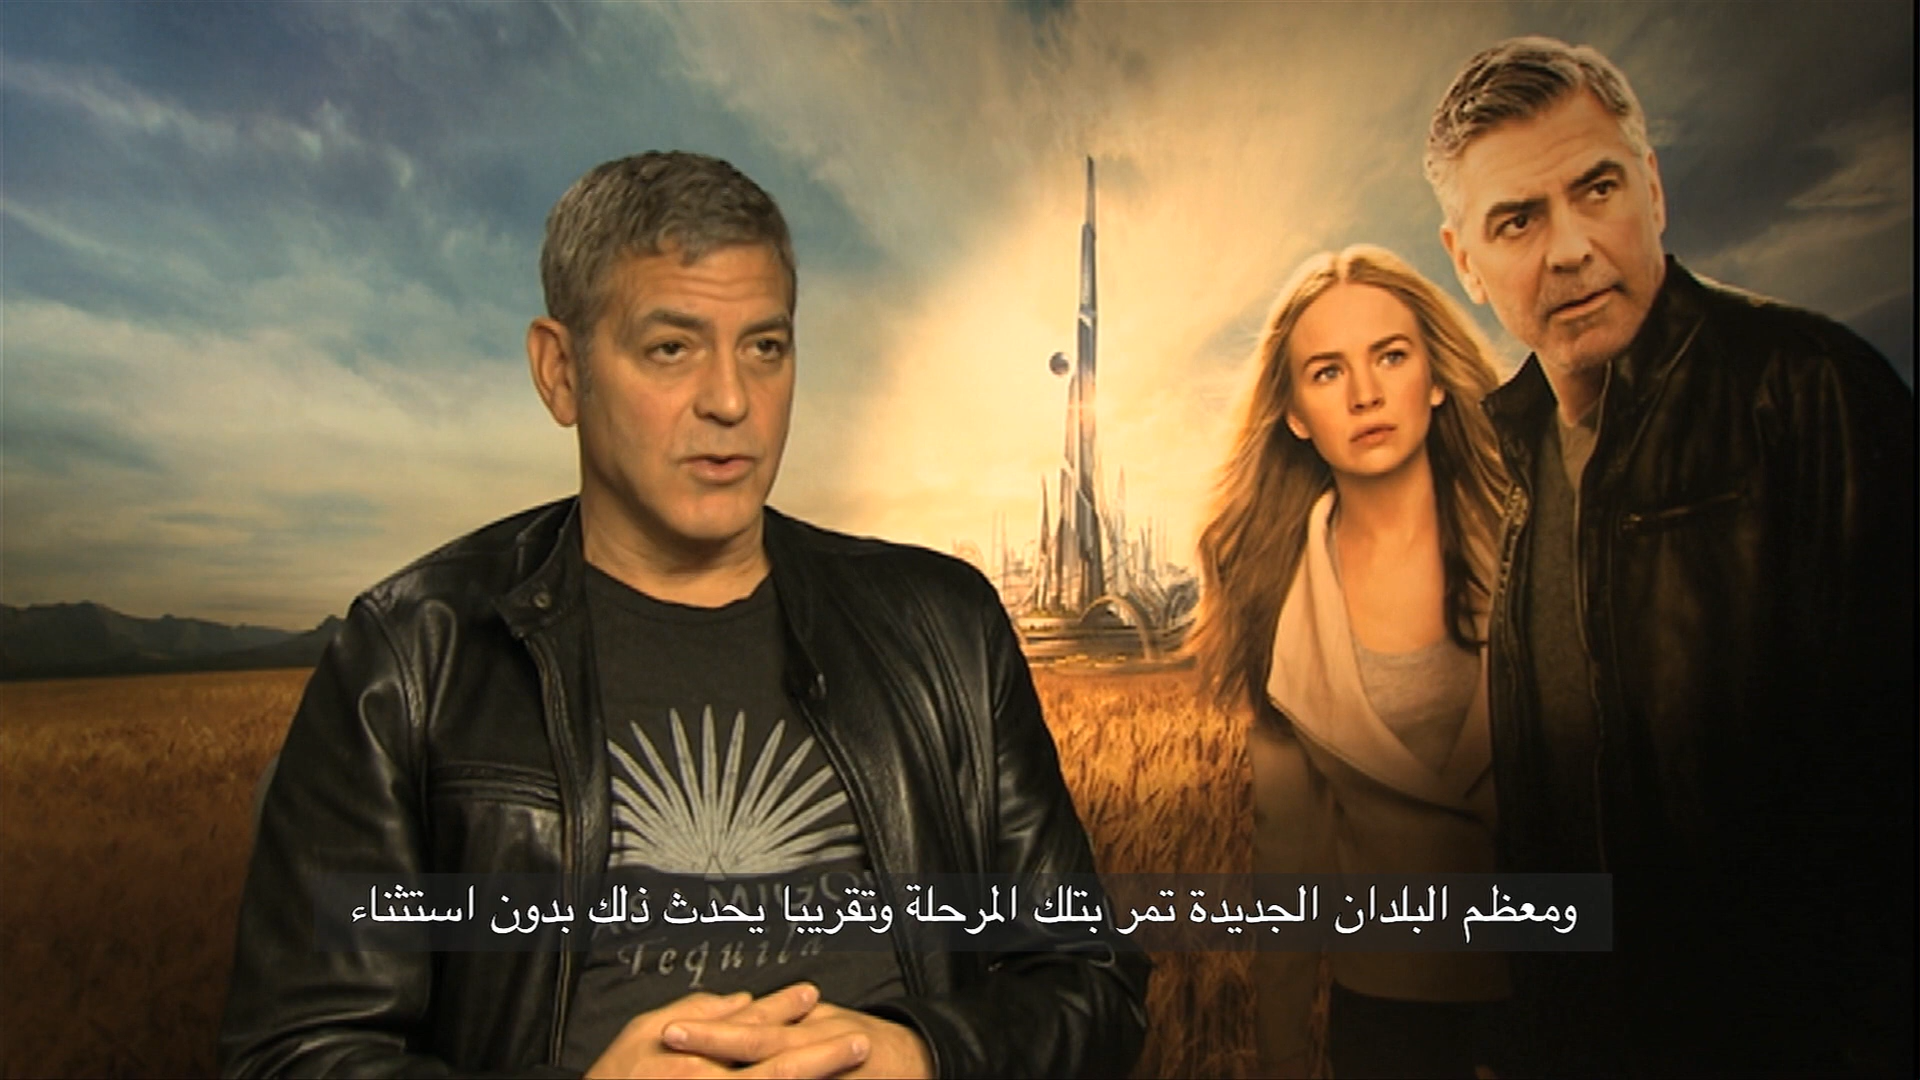 ومعظم البلدان الجديدة تمر بتلك المرحلة وتقريبا يحدث ذلك بدون استثناء
Tequila